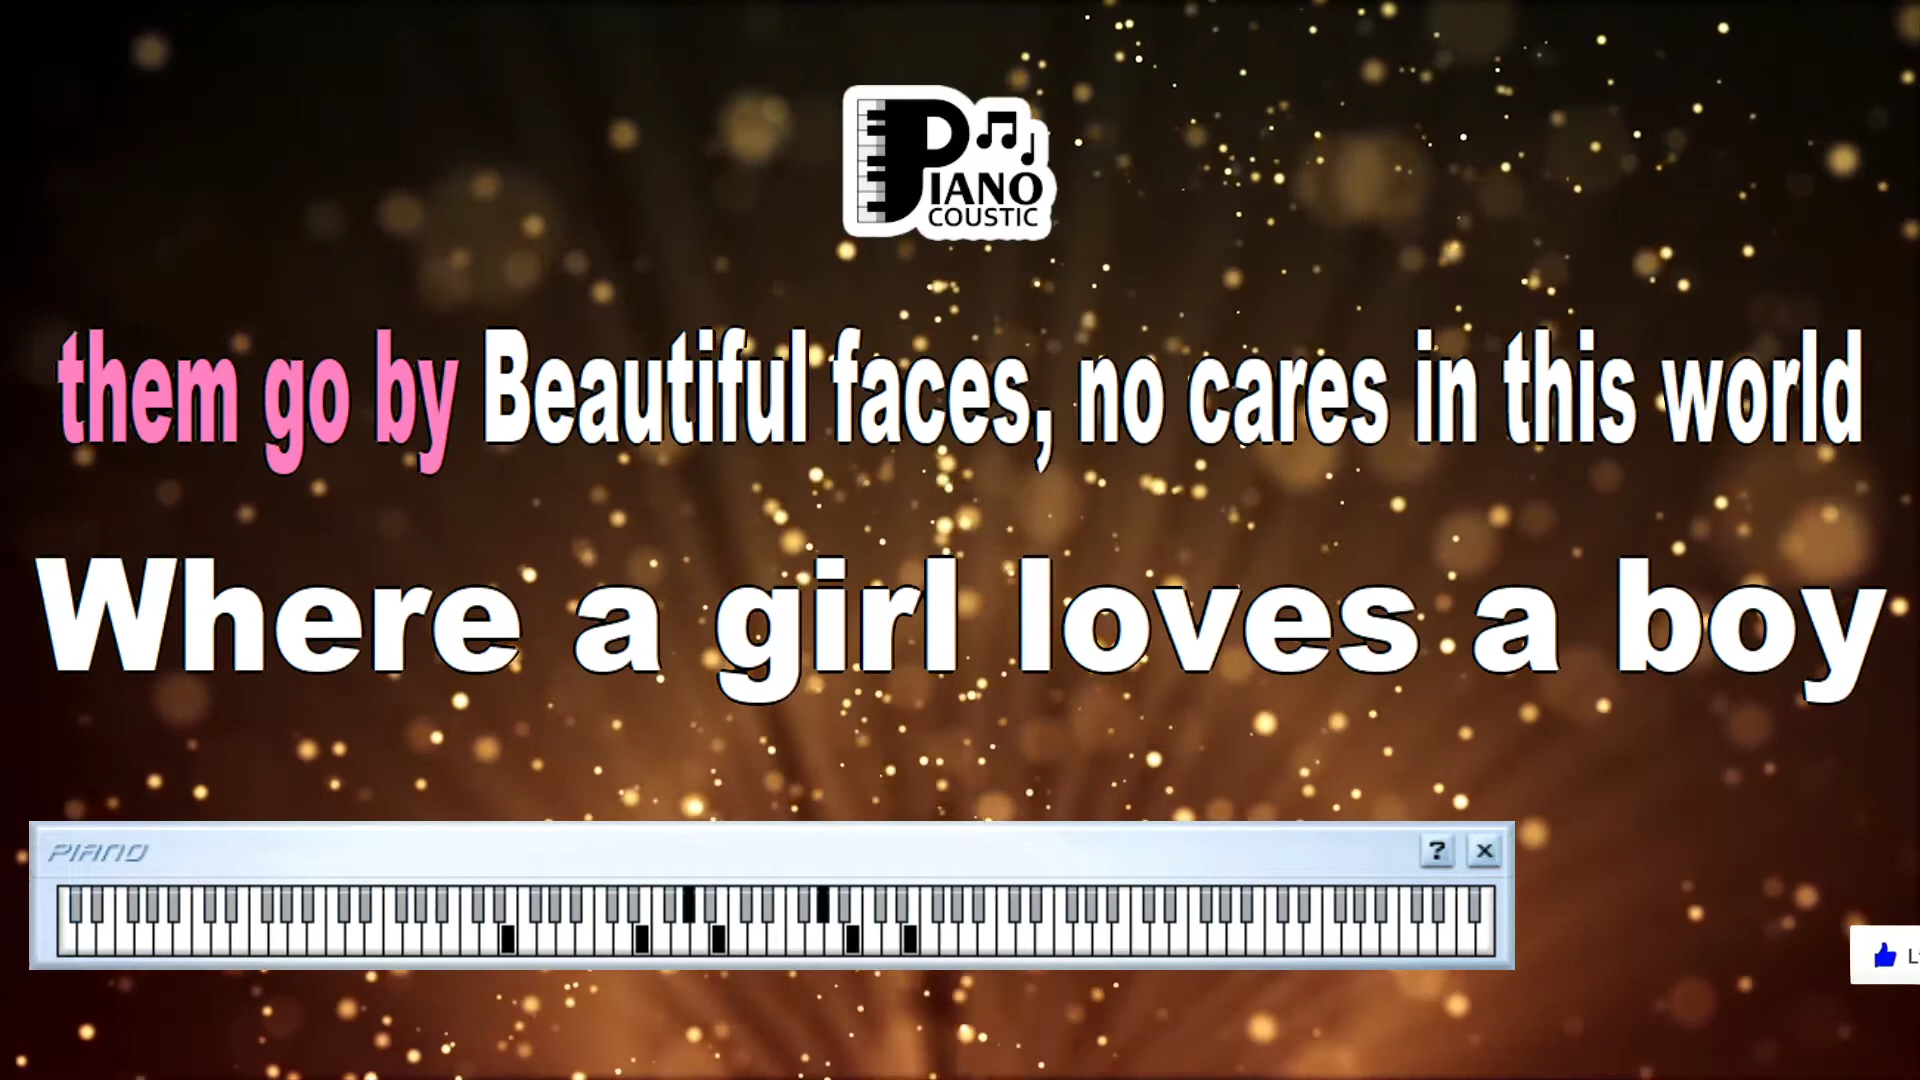 PIANO
COUSTIC
them go by Beautiful faces, no cares in this world
Where a girl loves a boy
PIANO
? x